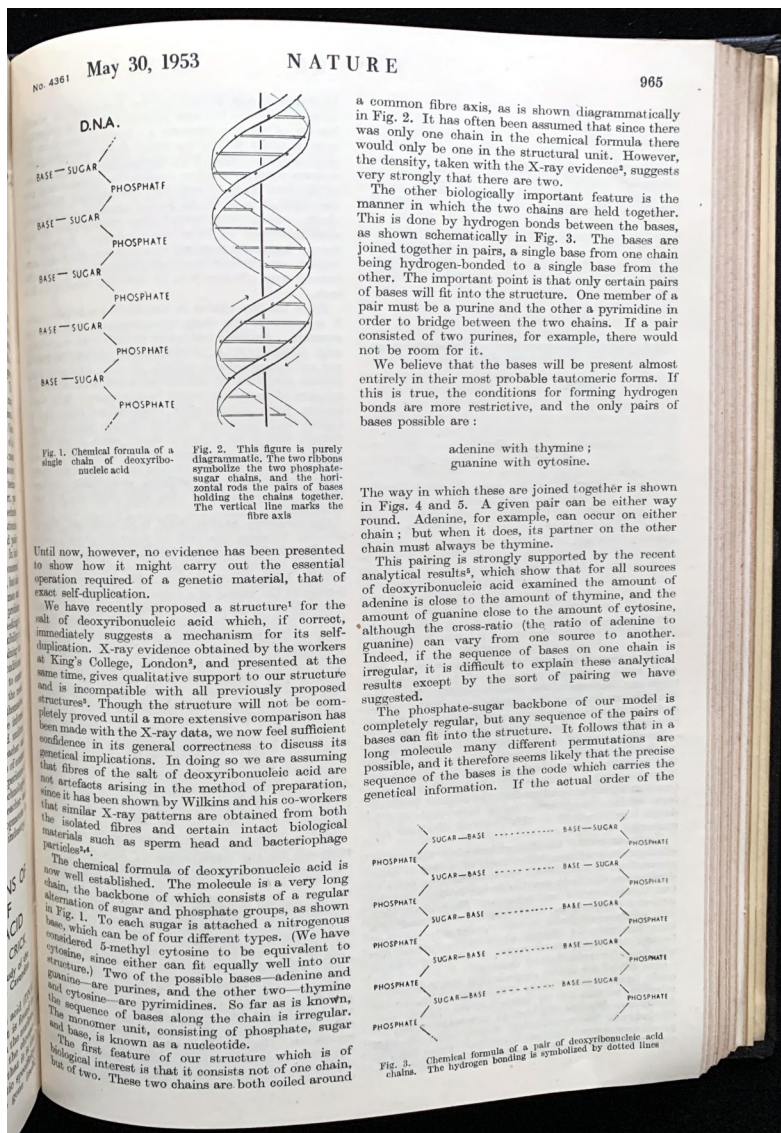 No. 4361 May 30, 1953 NATURE 965
D.N.A.
BASE — SUGAR
PHOSPHATE
BASE — SUGAR
PHOSPHATE
BASE — SUGAR
PHOSPHATE
BASE — SUGAR
PHOSPHATE
BASE — SUGAR
PHOSPHATE
Fig. 1. Chemical formula of a
single chain of deoxyribo-
nucleic acid
Fig. 2. This figure is purely
diagrammatic. The two ribbons
symbolize the two phosphate-
sugar chains, and the hori-
zontal rods the pairs of bases
holding the chains together.
The vertical line marks the
fibre axis
Until now, however, no evidence has been presented
to show how it might carry out the essential
operation required of a genetic material, that of
exact self-duplication.
We have recently proposed a structure¹ for the
salt of deoxyribonucleic acid which, if correct,
immediately suggests a mechanism for its self-
duplication. X-ray evidence obtained by the workers
at King's College, London², and presented at the
same time, gives qualitative support to our structure
and is incompatible with all previously proposed
structures³. Though the structure will not be com-
pletely proved until a more extensive comparison has
been made with the X-ray data, we now feel sufficient
confidence in its general correctness to discuss its
genetical implications. In doing so we are assuming
that fibres of the salt of deoxyribonucleic acid are
not artefacts arising in the method of preparation,
since it has been shown by Wilkins and his co-workers
that similar X-ray patterns are obtained from both
the isolated fibres and certain intact biological
materials such as sperm head and bacteriophage
particles²,⁴.
The chemical formula of deoxyribonucleic acid is
now well established. The molecule is a very long
chain, the backbone of which consists of a regular
alternation of sugar and phosphate groups, as shown
in Fig. 1. To each sugar is attached a nitrogenous
base, which can be of four different types. (We have
considered 5-methyl cytosine to be equivalent to
cytosine, since either can fit equally well into our
structure.) Two of the possible bases—adenine and
guanine—are purines, and the other two—thymine
and cytosine—are pyrimidines. So far as is known,
the sequence of bases along the chain is irregular.
The monomer unit, consisting of phosphate, sugar
and base, is known as a nucleotide.
The first feature of our structure which is of
biological interest is that it consists not of one chain,
but of two. These two chains are both coiled around
a common fibre axis, as is shown diagrammatically
in Fig. 2. It has often been assumed that since there
was only one chain in the chemical formula there
would only be one in the structural unit. However,
the density, taken with the X-ray evidence², suggests
very strongly that there are two.
The other biologically important feature is the
manner in which the two chains are held together.
This is done by hydrogen bonds between the bases,
as shown schematically in Fig. 3. The bases are
joined together in pairs, a single base from one chain
being hydrogen-bonded to a single base from the
other. The important point is that only certain pairs
of bases will fit into the structure. One member of a
pair must be a purine and the other a pyrimidine in
order to bridge between the two chains. If a pair
consisted of two purines, for example, there would
not be room for it.
We believe that the bases will be present almost
entirely in their most probable tautomeric forms. If
this is true, the conditions for forming hydrogen
bonds are more restrictive, and the only pairs of
bases possible are :
adenine with thymine ;
guanine with cytosine.
The way in which these are joined together is shown
in Figs. 4 and 5. A given pair can be either way
round. Adenine, for example, can occur on either
chain ; but when it does, its partner on the other
chain must always be thymine.
This pairing is strongly supported by the recent
analytical results⁵, which show that for all sources
of deoxyribonucleic acid examined the amount of
adenine is close to the amount of thymine, and the
amount of guanine close to the amount of cytosine,
although the cross-ratio (the ratio of adenine to
guanine) can vary from one source to another.
Indeed, if the sequence of bases on one chain is
irregular, it is difficult to explain these analytical
results except by the sort of pairing we have
suggested.
The phosphate-sugar backbone of our model is
completely regular, but any sequence of the pairs of
bases can fit into the structure. It follows that in a
long molecule many different permutations are
possible, and it therefore seems likely that the precise
sequence of the bases is the code which carries the
genetical information. If the actual order of the
SUGAR—BASE ---------- BASE—SUGAR
PHOSPHATE PHOSPHATE
SUGAR—BASE ---------- BASE — SUGAR
PHOSPHATE PHOSPHATE
SUGAR—BASE ---------- BASE—SUGAR
PHOSPHATE PHOSPHATE
SUGAR—BASE ---------- BASE—SUGAR
PHOSPHATE PHOSPHATE
SUGAR—BASE ---------- BASE—SUGAR
PHOSPHATE PHOSPHATE
Fig. 3. Chemical formula of a pair of deoxyribonucleic acid
chains. The hydrogen bonding is symbolized by dotted lines
NS OF
F
ACID
CRICK